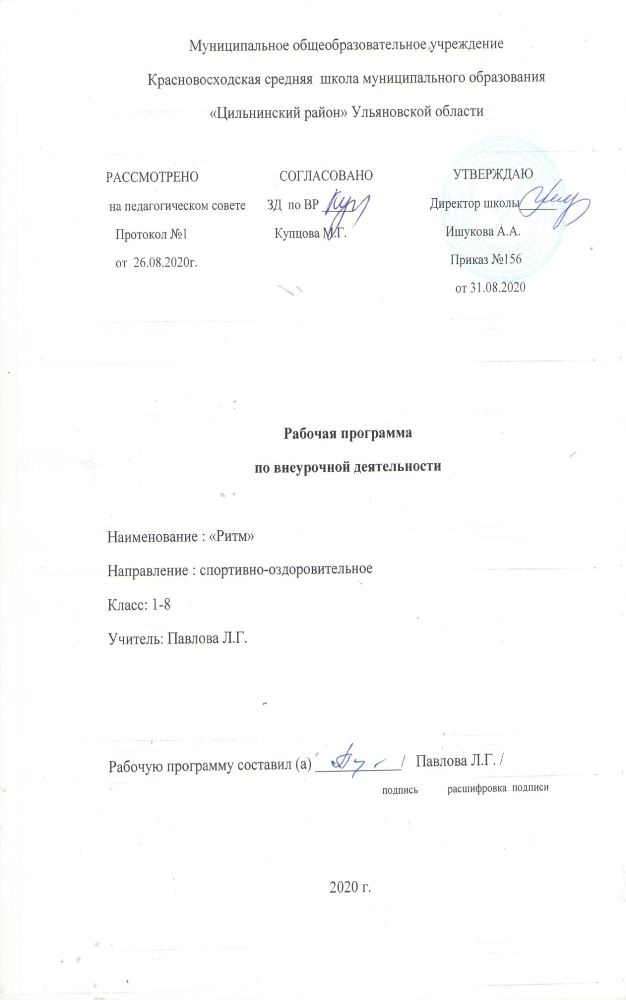 Муниципальное общеобразовательное учреждение
Красновосходская средняя школа муниципального образования
«Цильнинский район» Ульяновской области
РАССМОТРЕНО СОГЛАСОВАНО УТВЕРЖДАЮ
на педагогическом совете ЗД по ВР _____ Директор школы______
Протокол №1 Купцова М.Г. Ишукова А.А.
от 26.08.2020г. Приказ №156
от 31.08.2020
Рабочая программа
по внеурочной деятельности
Наименование : «Ритм»
Направление : спортивно-оздоровительное
Класс: 1-8
Учитель: Павлова Л.Г.
Рабочую программу составил (а) ____________/ Павлова Л.Г. /
подпись расшифровка подписи
2020 г.